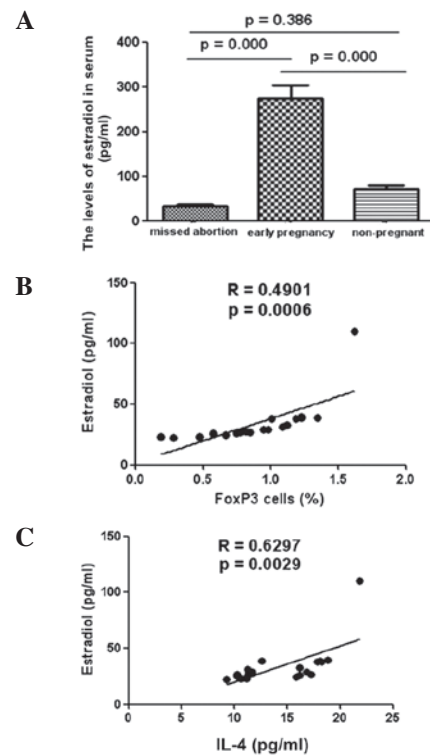 A
p = 0.386
p = 0.000
p = 0.000
The levels of estradiol in serum
(pg/ml)
400
300
200
100
0
missed abortion early pregnancy non-pregnant
B
R = 0.4901
p = 0.0006
Estradiol (pg/ml)
150
100
50
0
0.0 0.5 1.0 1.5 2.0
FoxP3 cells (%)
C
R = 0.6297
p = 0.0029
Estradiol (pg/ml)
150
100
50
0
0 5 10 15 20 25
IL-4 (pg/ml)